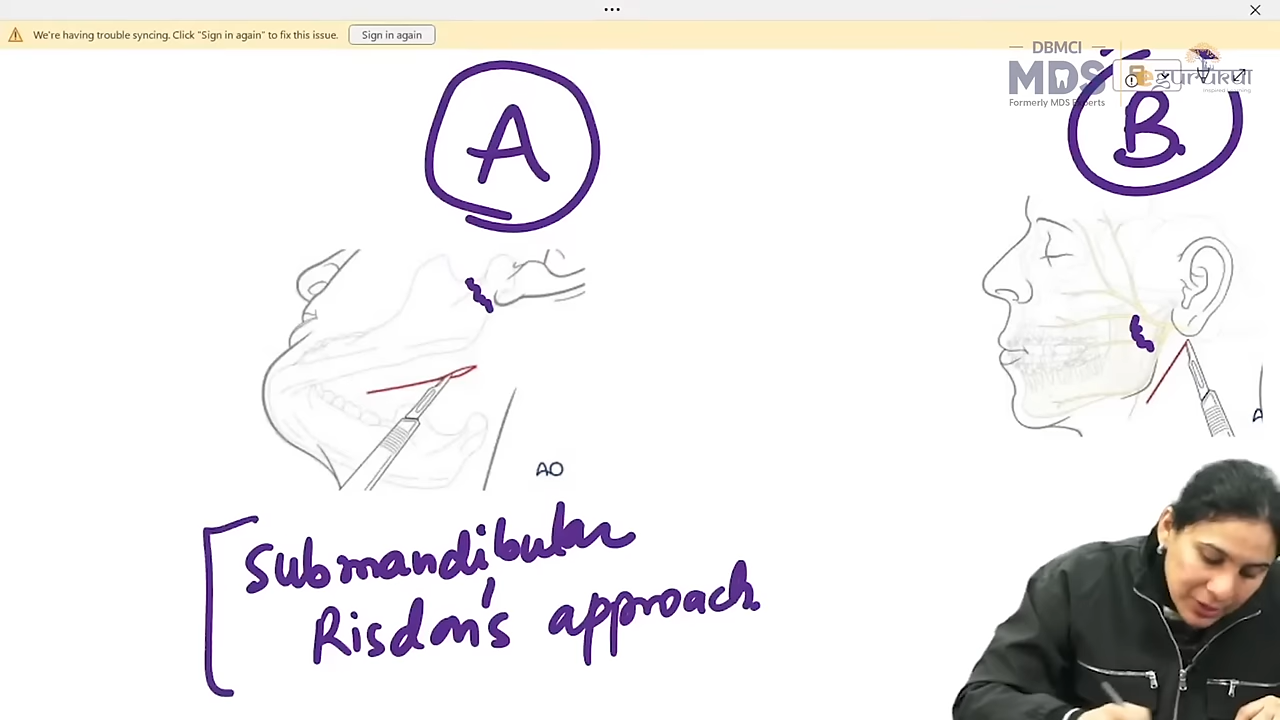 We're having trouble syncing. Click "Sign in again" to fix this issue. Sign in again
DBMCI
MDS
Formerly MDS Experts
egurukul
A
B
AO
Submandibular
Risdon's approach